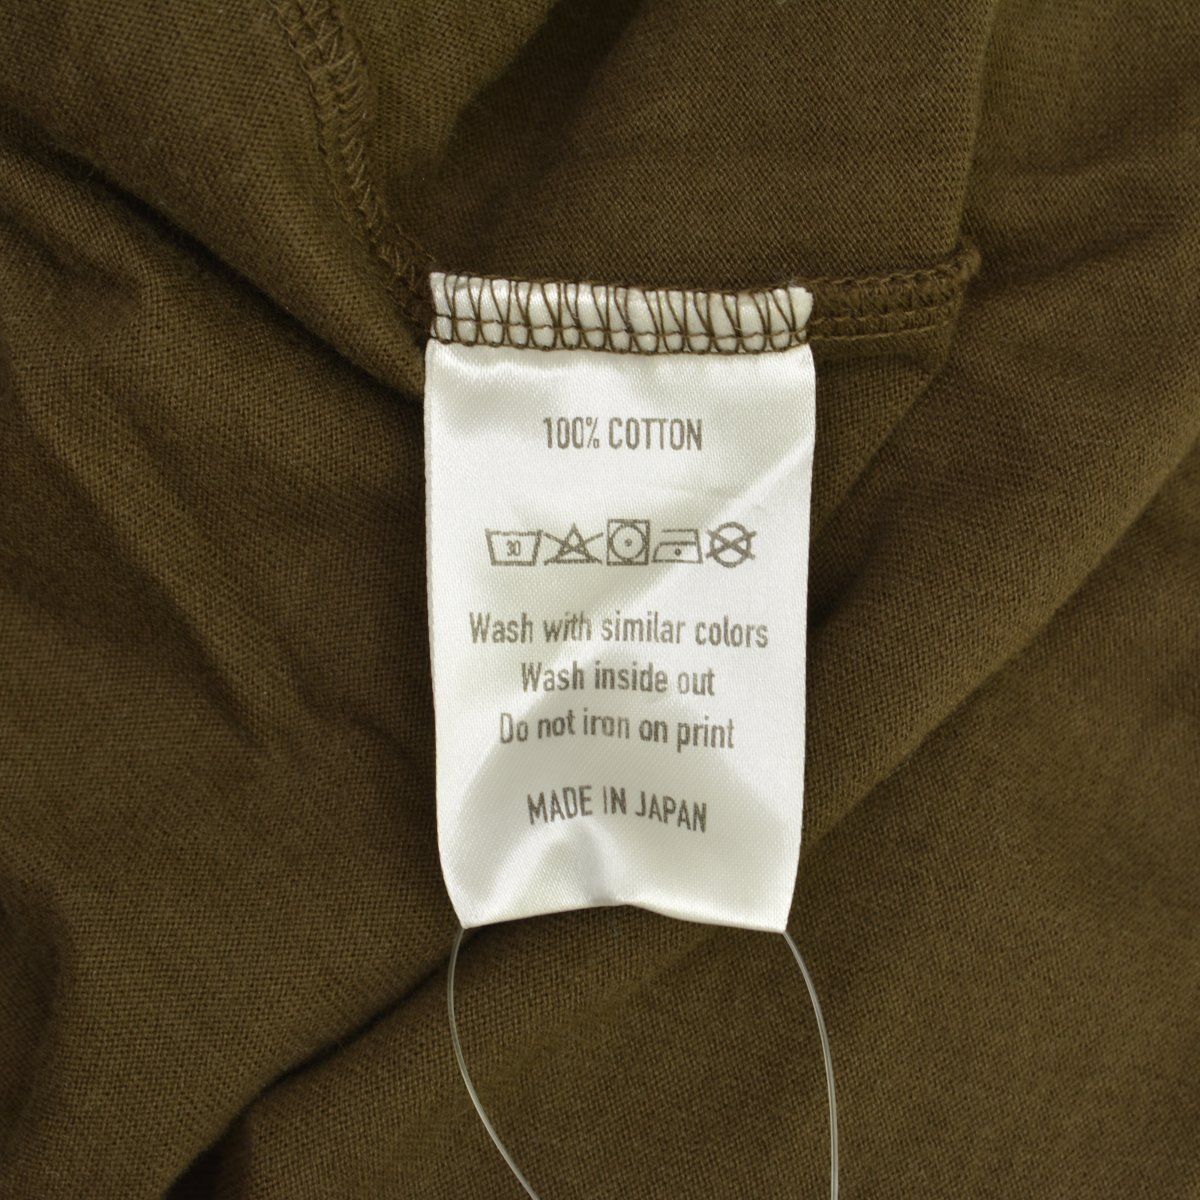 100% COTTON
30
Wash with similar colors
Wash inside out
Do not iron on print
MADE IN JAPAN